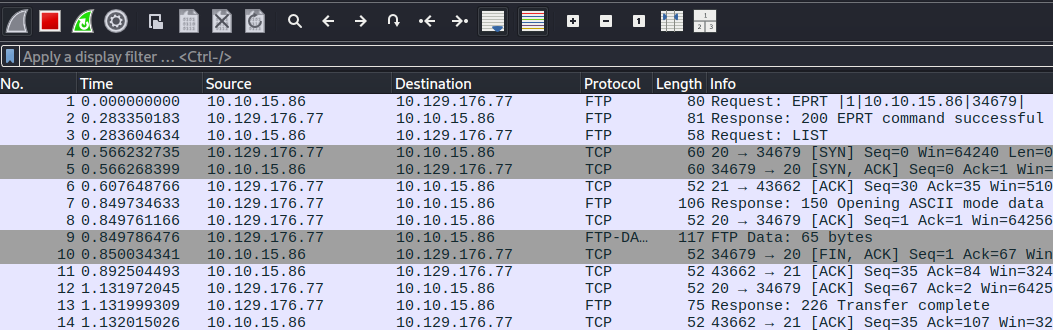 Apply a display filter … <Ctrl-/>
No. Time Source Destination Protocol Length Info
1 0.000000000 10.10.15.86 10.129.176.77 FTP 80 Request: EPRT |1|10.10.15.86|34679|
2 0.283350183 10.129.176.77 10.10.15.86 FTP 81 Response: 200 EPRT command successful
3 0.283604634 10.10.15.86 10.129.176.77 FTP 58 Request: LIST
4 0.566232735 10.129.176.77 10.10.15.86 TCP 60 20 → 34679 [SYN] Seq=0 Win=64240 Len=0
5 0.566268399 10.10.15.86 10.129.176.77 TCP 60 34679 → 20 [SYN, ACK] Seq=0 Ack=1 Win=
6 0.607648766 10.129.176.77 10.10.15.86 TCP 52 21 → 43662 [ACK] Seq=30 Ack=35 Win=510
7 0.849734633 10.129.176.77 10.10.15.86 FTP 106 Response: 150 Opening ASCII mode data
8 0.849761166 10.129.176.77 10.10.15.86 TCP 52 20 → 34679 [ACK] Seq=1 Ack=1 Win=64256
9 0.849786476 10.129.176.77 10.10.15.86 FTP-DA… 117 FTP Data: 65 bytes
10 0.850034341 10.10.15.86 10.129.176.77 TCP 52 34679 → 20 [FIN, ACK] Seq=1 Ack=67 Win
11 0.892504493 10.10.15.86 10.129.176.77 TCP 52 43662 → 21 [ACK] Seq=35 Ack=84 Win=324
12 1.131972045 10.129.176.77 10.10.15.86 TCP 52 20 → 34679 [ACK] Seq=67 Ack=2 Win=6425
13 1.131999309 10.129.176.77 10.10.15.86 FTP 75 Response: 226 Transfer complete
14 1.132015026 10.10.15.86 10.129.176.77 TCP 52 43662 → 21 [ACK] Seq=35 Ack=107 Win=32